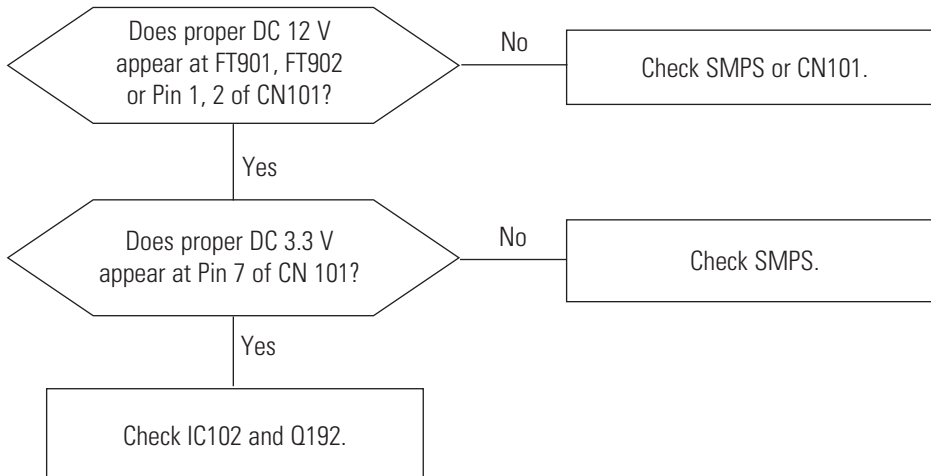 Does proper DC 12 V
appear at FT901, FT902
or Pin 1, 2 of CN101?
No
Check SMPS or CN101.
Yes
Does proper DC 3.3 V
appear at Pin 7 of CN 101?
No
Check SMPS.
Yes
Check IC102 and Q192.